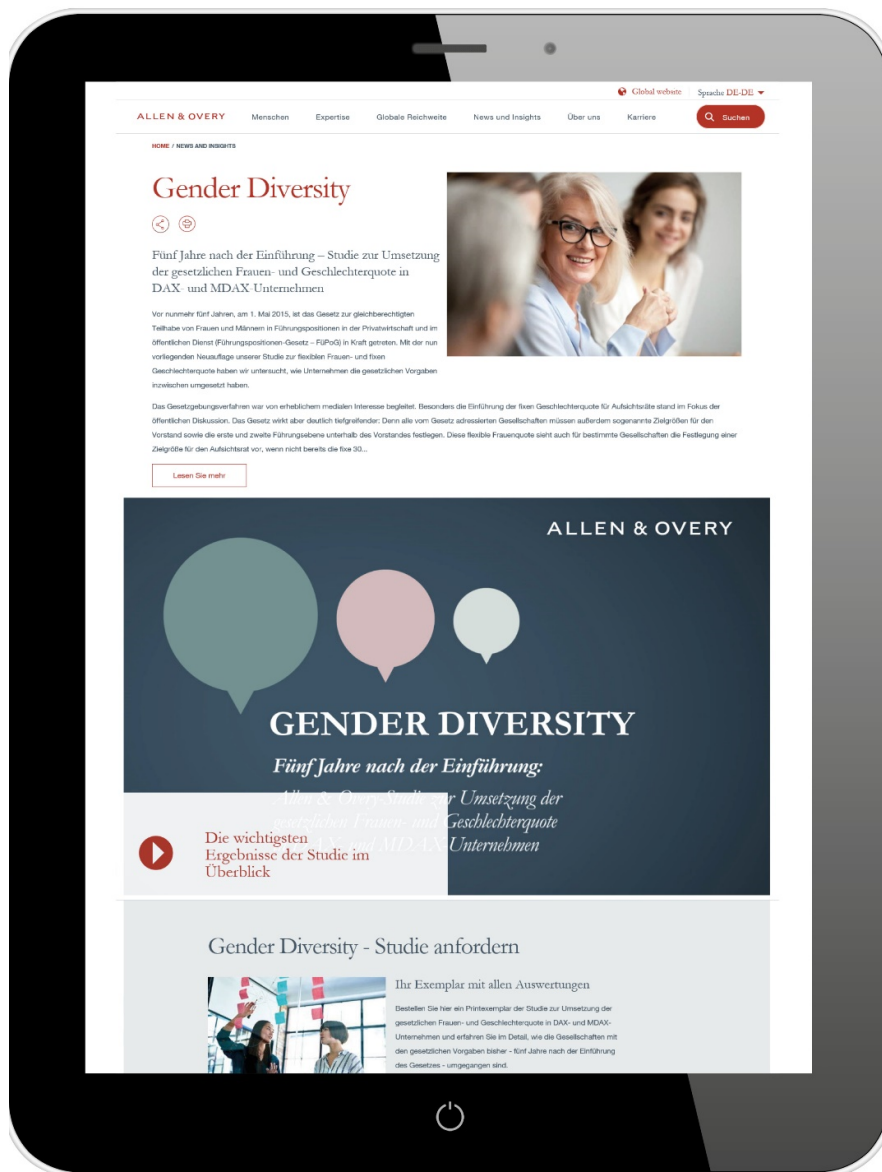 Global website
Sprache DE-DE
ALLEN & OVERY
Menschen
Expertise
Globale Reichweite
News und Insights
Über uns
Karriere
Suchen
HOME / NEWS AND INSIGHTS
Gender Diversity
Fünf Jahre nach der Einführung – Studie zur Umsetzung
der gesetzlichen Frauen- und Geschlechterquote in
DAX- und MDAX-Unternehmen
Vor nunmehr fünf Jahren, am 1. Mai 2015, ist das Gesetz zur gleichberechtigten
Teilhabe von Frauen und Männern in Führungspositionen in der Privatwirtschaft und im
öffentlichen Dienst (Führungspositionen-Gesetz – FüPoG) in Kraft getreten. Mit der nun
vorliegenden Neuauflage unserer Studie zur flexiblen Frauen- und fixen
Geschlechterquote haben wir untersucht, wie Unternehmen die gesetzlichen Vorgaben
inzwischen umgesetzt haben.
Das Gesetzgebungsverfahren war von erheblichem medialen Interesse begleitet. Besonders die Einführung der fixen Geschlechterquote für Aufsichtsräte stand im Fokus der
öffentlichen Diskussion. Das Gesetz wirkt aber deutlich tiefgreifender: Denn alle vom Gesetz adressierten Gesellschaften müssen außerdem sogenannte Zielgrößen für den
Vorstand sowie die erste und zweite Führungsebene unterhalb des Vorstandes festlegen. Diese flexible Frauenquote sieht auch für bestimmte Gesellschaften die Festlegung einer
Zielgröße für den Aufsichtsrat vor, wenn nicht bereits die fixe 30...
Lesen Sie mehr
ALLEN & OVERY
GENDER DIVERSITY
Fünf Jahre nach der Einführung:
Allen & Overy-Studie zur Umsetzung der
gesetzlichen Frauen- und Geschlechterquote
DAX- und MDAX-Unternehmen
Die wichtigsten
Ergebnisse der Studie im
Überblick
Gender Diversity - Studie anfordern
Ihr Exemplar mit allen Auswertungen
Bestellen Sie hier ein Printexemplar der Studie zur Umsetzung der
gesetzlichen Frauen- und Geschlechterquote in DAX- und MDAX-
Unternehmen und erfahren Sie im Detail, wie die Gesellschaften mit
den gesetzlichen Vorgaben bisher - fünf Jahre nach der Einführung
des Gesetzes - umgegangen sind.